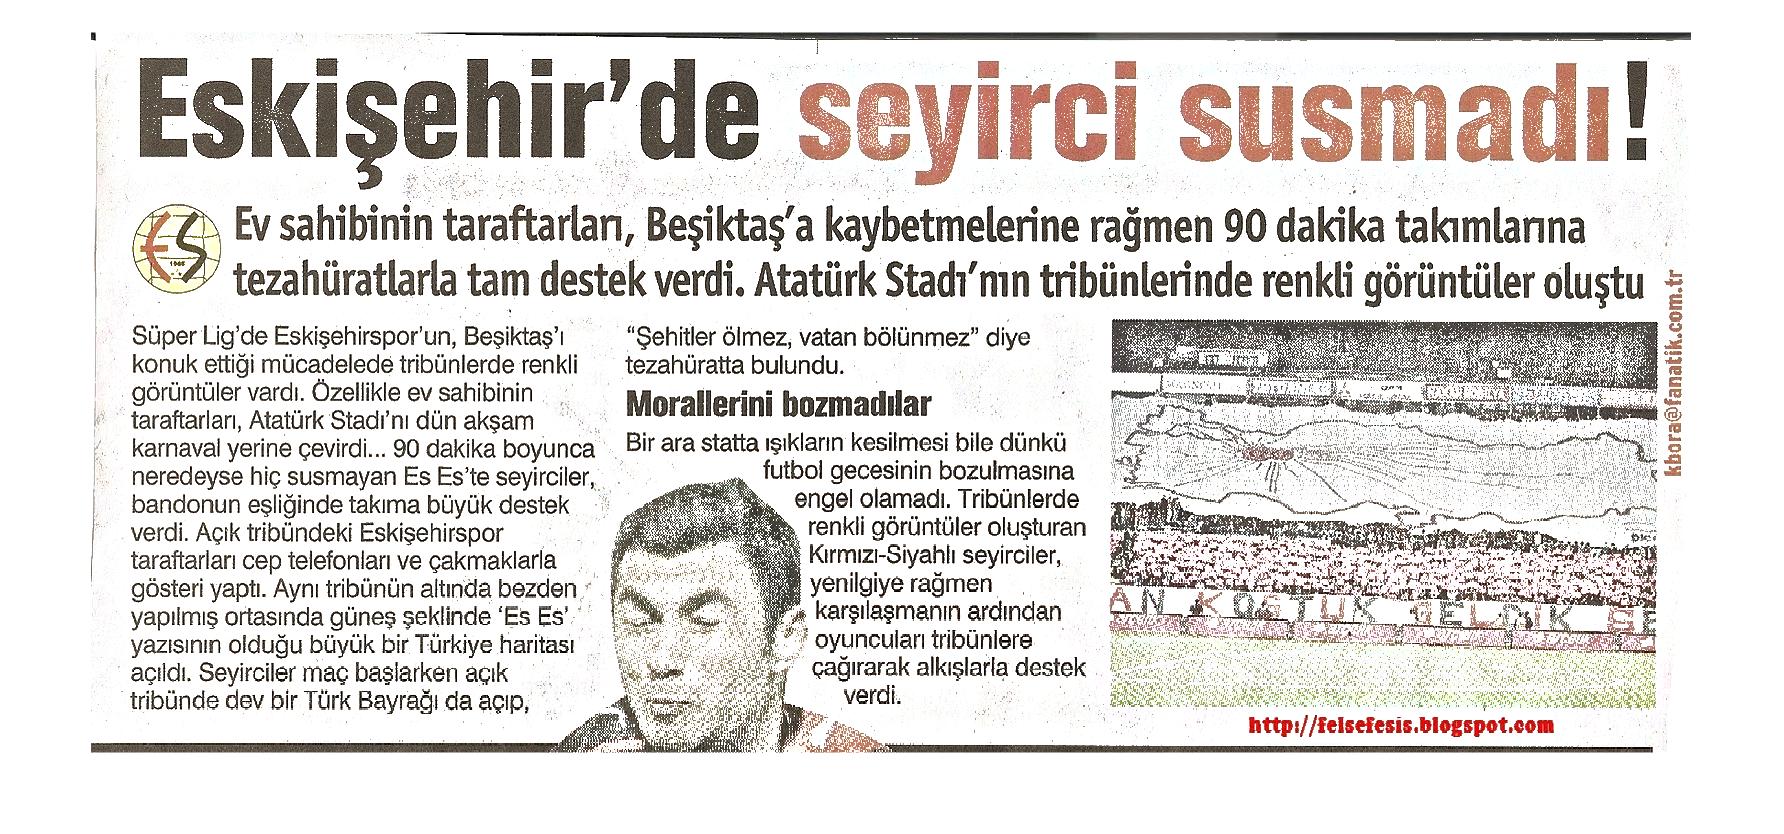 Eskişehir’de seyirci susmadı!
ES
1965
Ev sahibinin taraftarları, Beşiktaş’a kaybetmelerine rağmen 90 dakika takımlarına
tezahüratlarla tam destek verdi. Atatürk Stadı’nın tribünlerinde renkli görüntüler oluştu
Süper Lig’de Eskişehirspor’un, Beşiktaş’ı
konuk ettiği mücadelede tribünlerde renkli
görüntüler vardı. Özellikle ev sahibinin
taraftarları, Atatürk Stadı’nı dün akşam
karnaval yerine çevirdi... 90 dakika boyunca
neredeyse hiç susmayan Es Es’te seyirciler,
bandonun eşliğinde takıma büyük destek
verdi. Açık tribündeki Eskişehirspor
taraftarları cep telefonları ve çakmaklarla
gösteri yaptı. Aynı tribünün altında bezden
yapılmış ortasında güneş şeklinde ‘Es Es’
yazısının olduğu büyük bir Türkiye haritası
açıldı. Seyirciler maç başlarken açık
tribünde dev bir Türk Bayrağı da açıp,
“Şehitler ölmez, vatan bölünmez” diye
tezahüratta bulundu.
Morallerini bozmadılar
Bir ara statta ışıkların kesilmesi bile dünkü
futbol gecesinin bozulmasına
engel olamadı. Tribünlerde
renkli görüntüler oluşturan
Kırmızı-Siyahlı seyirciler,
yenilgiye rağmen
karşılaşmanın ardından
oyuncuları tribünlere
çağırarak alkışlarla destek
verdi.
kbora@fanatik.com.tr
AN KOŞTUK GELDİK
http://felsefesis.blogspot.com